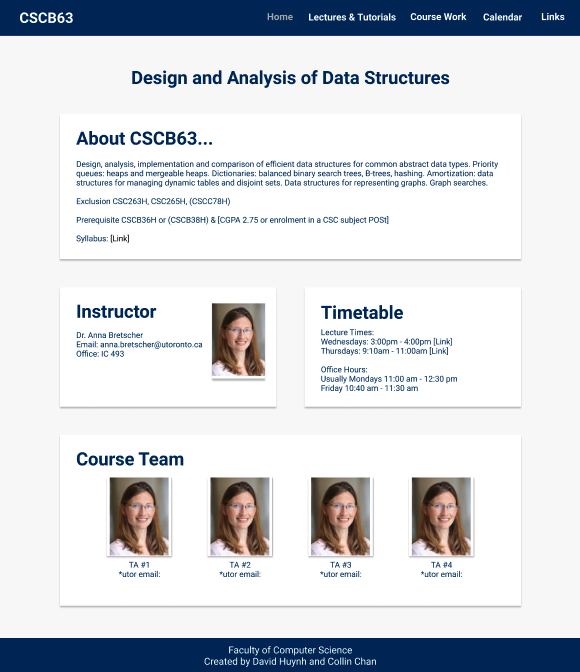 CSCB63
Home Lectures & Tutorials Course Work Calendar Links
Design and Analysis of Data Structures
About CSCB63...
Design, analysis, implementation and comparison of efficient data structures for common abstract data types. Priority
queues: heaps and mergeable heaps. Dictionaries: balanced binary search trees, B-trees, hashing. Amortization: data
structures for managing dynamic tables and disjoint sets. Data structures for representing graphs. Graph searches.
Exclusion CSC263H, CSC265H, (CSCC78H)
Prerequisite CSCB36H or (CSCB38H) & [CGPA 2.75 or enrolment in a CSC subject POSt]
Syllabus: [Link]
Instructor
Dr. Anna Bretscher
Email: anna.bretscher@utoronto.ca
Office: IC 493
Timetable
Lecture Times:
Wednesdays: 3:00pm - 4:00pm [Link]
Thursdays: 9:10am - 11:00am [Link]
Office Hours:
Usually Mondays 11:00 am - 12:30 pm
Friday 10:40 am - 11:30 am
Course Team
TA #1
*utor email:
TA #2
*utor email:
TA #3
*utor email:
TA #4
*utor email:
Faculty of Computer Science
Created by David Huynh and Collin Chan